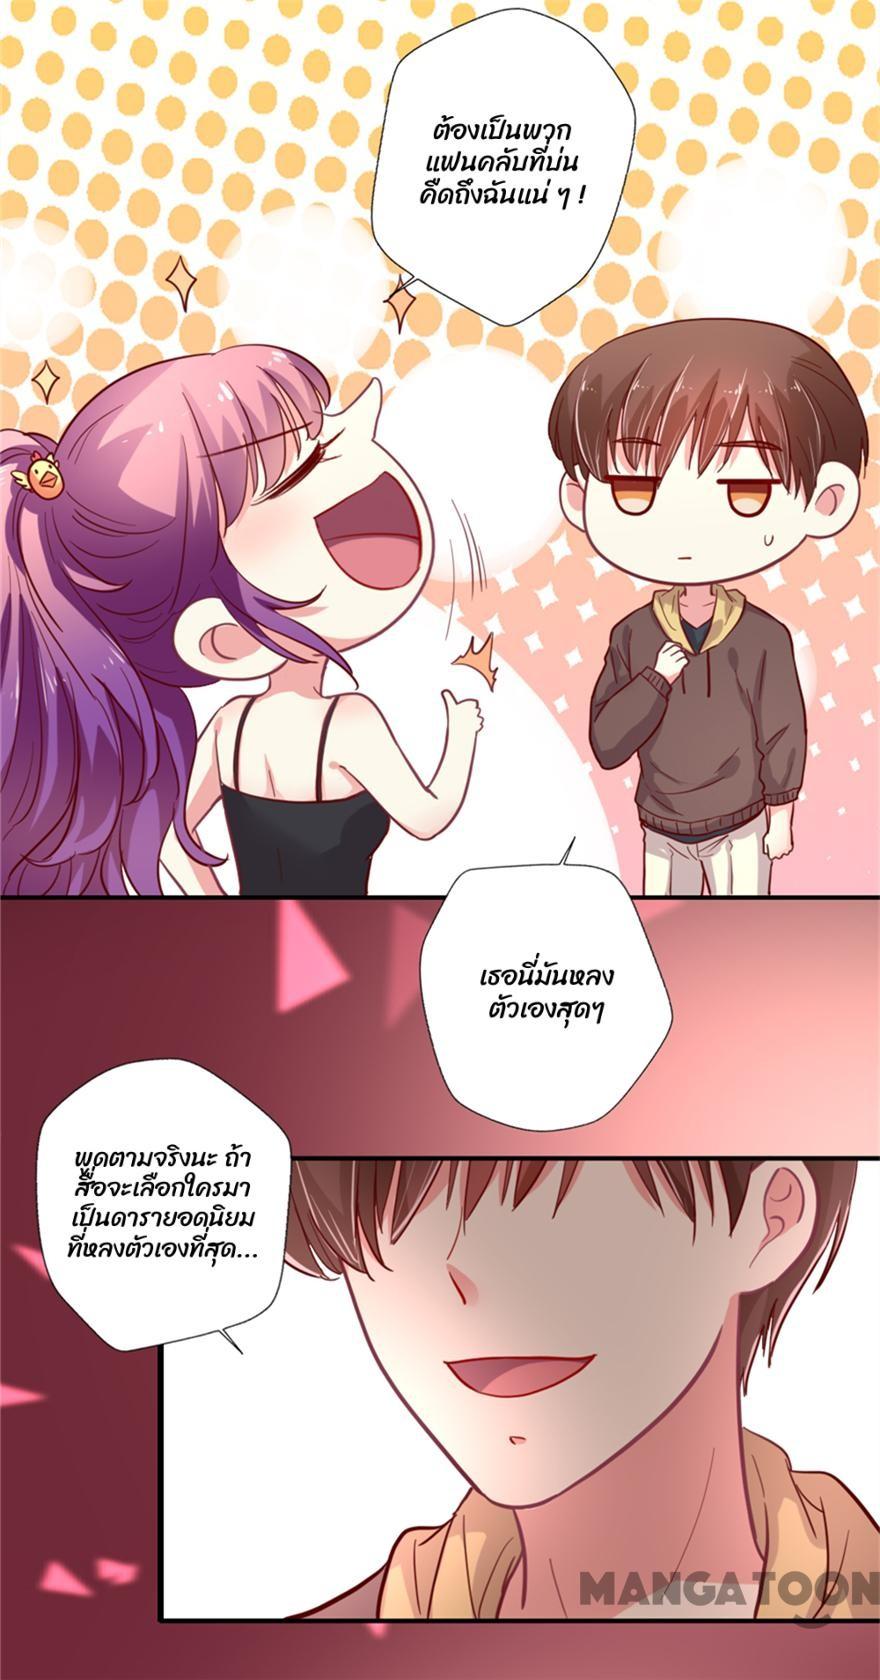 ต้องเป็นพวก
แฟนคลับที่บ่น
คิดถึงฉันแน่ ๆ !
เธอนี่มันหลง
ตัวเองสุดๆ
พูดตามจริงนะ ถ้า
สื่อจะเลือกใครมา
เป็นดารายอดนิยม
ที่หลงตัวเองที่สุด...
MANGATOON